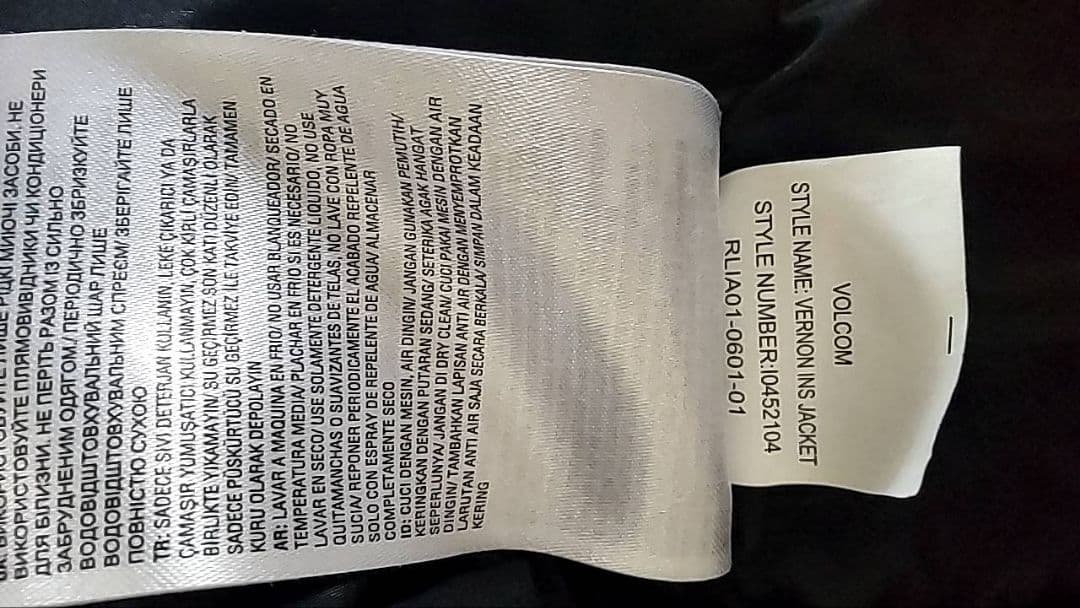 ВИКОРИСТОВУЙТЕ ПЛЯМОВИВІДНИКИ ЧИ КОНДИЦІОНЕРИ
ДЛЯ БІЛИЗНИ. НЕ ПЕРІТЬ РАЗОМ ІЗ СИЛЬНО
ЗАБРУДНЕНИМ ОДЯГОМ/ ПЕРІОДИЧНО ЗБРИЗКУЙТЕ
ВОДОВІДШТОВХУВАЛЬНИЙ ШАР ЛИШЕ
ВОДОВІДШТОВХУВАЛЬНИМ СПРЕЄМ/ ЗБЕРІГАЙТЕ ЛИШЕ
ПОВНІСТЮ СУХОЮ
TR: SADECE SIVI DETERJAN KULLANIN. LEKE ÇIKARICI YA DA
ÇAMAŞIR YUMUŞATICI KULLANMAYIN, ÇOK KİRLİ ÇAMAŞIRLARLA
BİRLİKTE YIKAMAYIN/ SU GEÇİRMEZ SON KATI DÜZENLİ OLARAK
SADECE PÜSKÜRTÜCÜ SU GEÇİRMEZ İLE TAKVİYE EDİN/ TAMAMEN
KURU OLARAK DEPOLAYIN
AR: LAVAR A MAQUINA EN FRIO/ NO USAR BLANQUEADOR/ SECADO EN
TEMPERATURA MEDIA/ PLACHAR EN FRIO SI ES NECESARIO/ NO
LAVAR EN SECO/ USE SOLAMENTE DETERGENTE LIQUIDO, NO USE
QUITAMANCHAS O SUAVIZANTES DE TELAS, NO LAVE CON ROPA MUY
SUCIA/ REPONER PERIODICAMENTE EL ACABADO REPELENTE DE AGUA
SOLO CON ESPRAY DE REPELENTE DE AGUA/ ALMACENAR
COMPLETAMENTE SECO
ID: CUCI DENGAN MESIN, AIR DINGIN/ JANGAN GUNAKAN PEMUTIH/
KERINGKAN DENGAN PUTARAN SEDANG/ SETERIKA AGAK HANGAT
SEPERLUNYA/ JANGAN DI DRY CLEAN/ CUCI PAKAI MESIN DENGAN AIR
DINGIN/ TAMBAHKAN LAPISAN ANTI AIR DENGAN MENYEMPROTKAN
LARUTAN ANTI AIR SAJA SECARA BERKALA/ SIMPAN DALAM KEADAAN
KERING
VOLCOM
STYLE NAME: VERNON INS JACKET
STYLE NUMBER:I0452104
RLIA01-0601-01